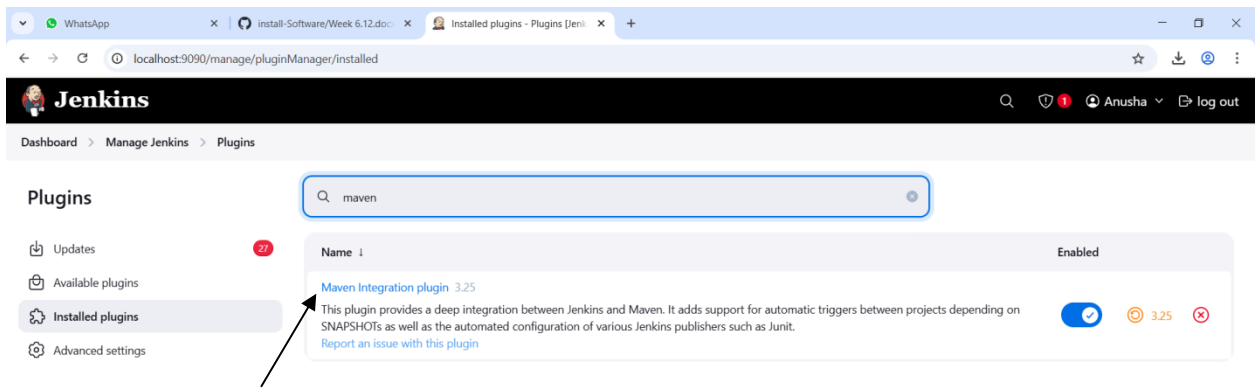 WhatsApp
install-Software/Week 6.12.doc
Installed plugins - Plugins [Jenk
localhost:9090/manage/pluginManager/installed
Jenkins
1
Anusha
log out
Dashboard > Manage Jenkins > Plugins
Plugins
maven
Updates
27
Available plugins
Installed plugins
Advanced settings
Name ↓
Enabled
Maven Integration plugin 3.25
This plugin provides a deep integration between Jenkins and Maven. It adds support for automatic triggers between projects depending on
SNAPSHOTs as well as the automated configuration of various Jenkins publishers such as Junit.
Report an issue with this plugin
3.25